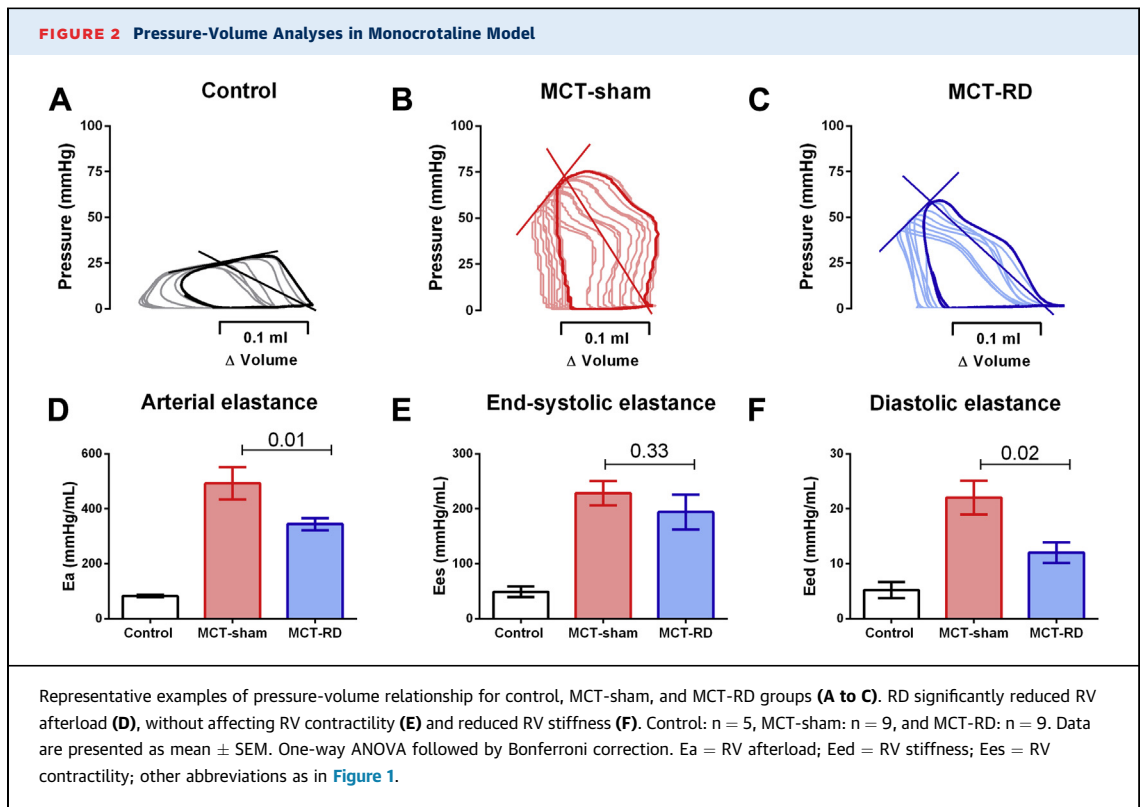 FIGURE 2 Pressure-Volume Analyses in Monocrotaline Model
A
Control
Pressure (mmHg)
100
75
50
25
0
0.1 ml
Δ Volume
B
MCT-sham
Pressure (mmHg)
100
75
50
25
0
0.1 ml
Δ Volume
C
MCT-RD
Pressure (mmHg)
100
75
50
25
0
0.1 ml
Δ Volume
D
Arterial elastance
Ea (mmHg/mL)
600
400
200
0
0.01
Control MCT-sham MCT-RD
E
End-systolic elastance
Ees (mmHg/mL)
300
200
100
0
0.33
Control MCT-sham MCT-RD
F
Diastolic elastance
Eed (mmHg/mL)
30
20
10
0
0.02
Control MCT-sham MCT-RD
Representative examples of pressure-volume relationship for control, MCT-sham, and MCT-RD groups (A to C). RD significantly reduced RV
afterload (D), without affecting RV contractility (E) and reduced RV stiffness (F). Control: n = 5, MCT-sham: n = 9, and MCT-RD: n = 9. Data
are presented as mean ± SEM. One-way ANOVA followed by Bonferroni correction. Ea = RV afterload; Eed = RV stiffness; Ees = RV
contractility; other abbreviations as in Figure 1.